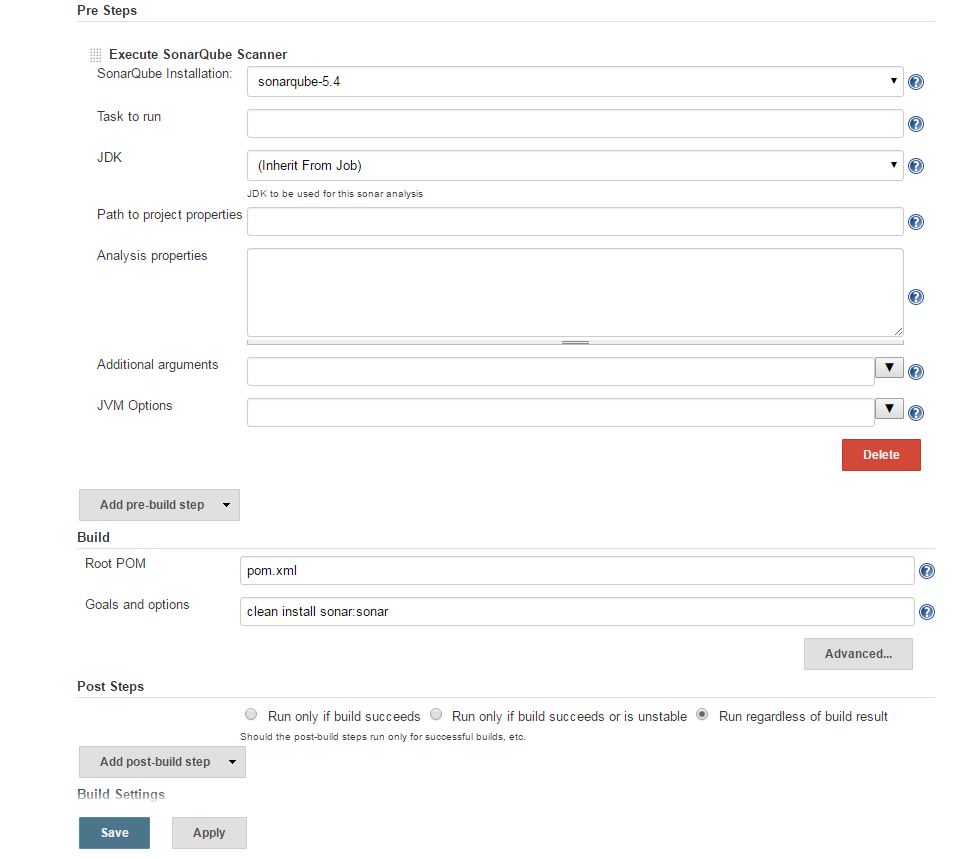 Pre Steps
Execute SonarQube Scanner
SonarQube Installation:
sonarqube-5.4
Task to run
JDK
(Inherit From Job)
JDK to be used for this sonar analysis
Path to project properties
Analysis properties
Additional arguments
JVM Options
Delete
Add pre-build step
Build
Root POM
pom.xml
Goals and options
clean install sonar:sonar
Advanced...
Post Steps
Run only if build succeeds Run only if build succeeds or is unstable Run regardless of build result
Should the post-build steps run only for successful builds, etc.
Add post-build step
Build Settings
Save Apply